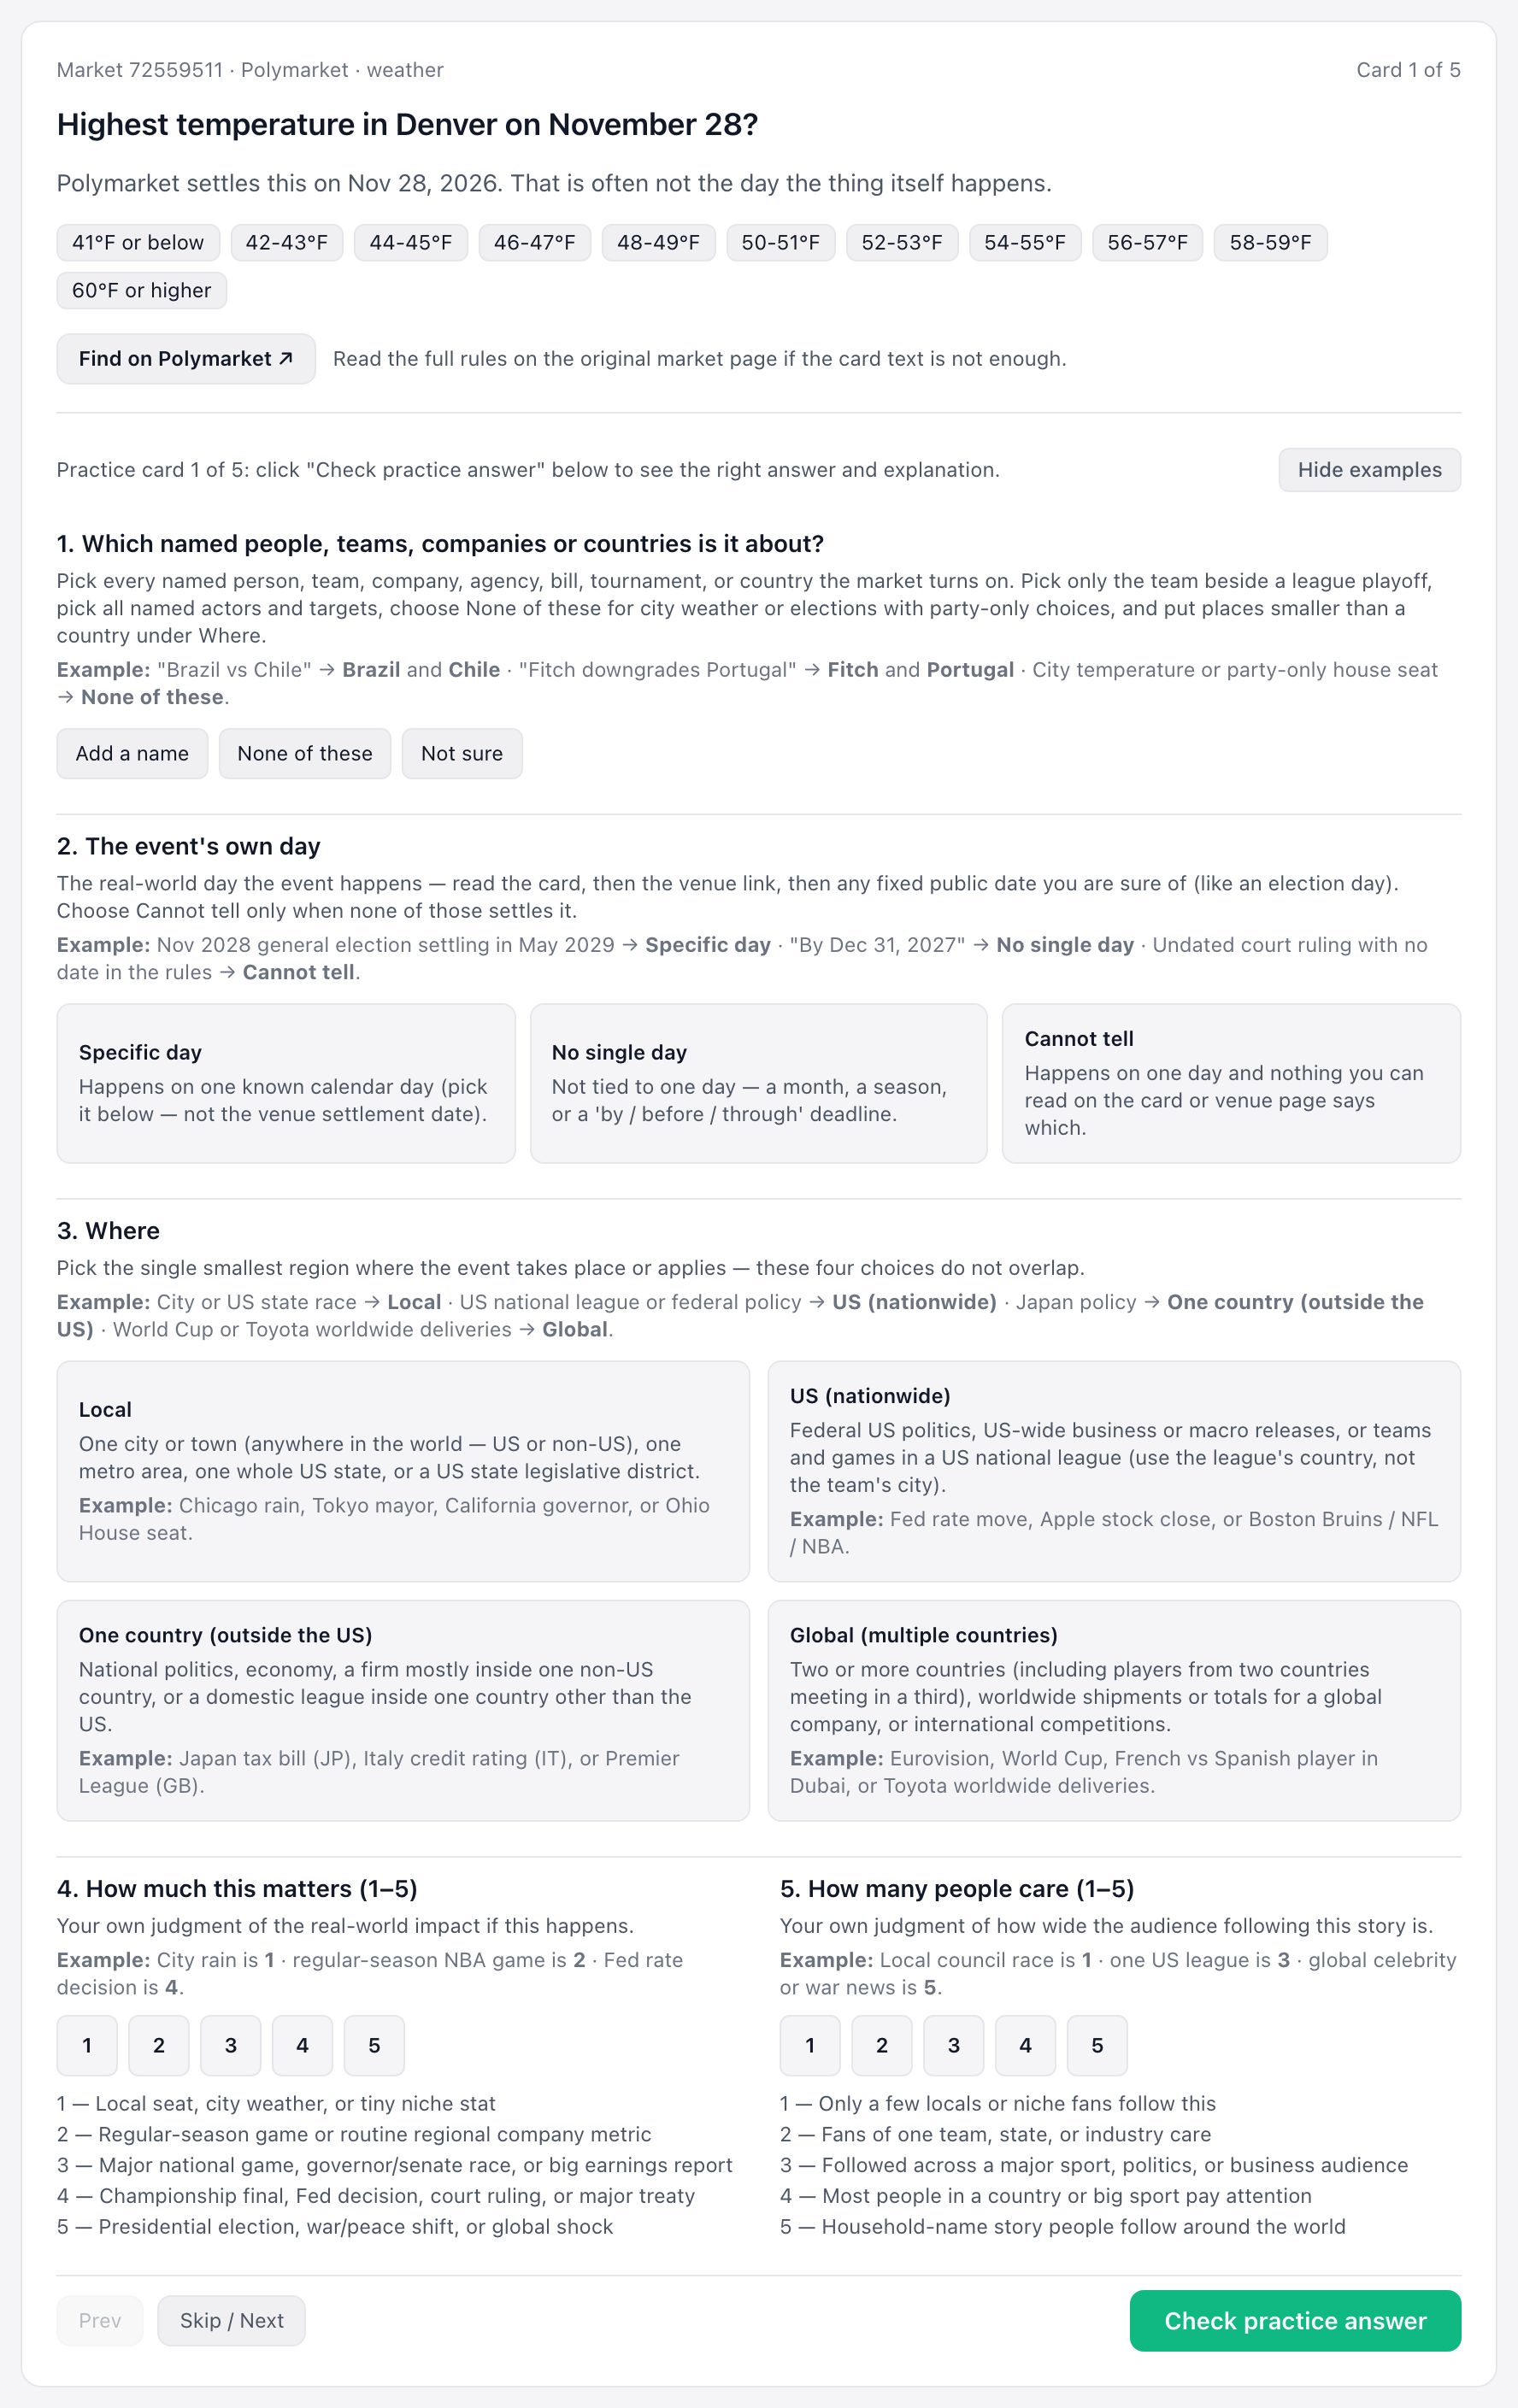 Market 72559511 · Polymarket · weather
Card 1 of 5
Highest temperature in Denver on November 28?
Polymarket settles this on Nov 28, 2026. That is often not the day the thing itself happens.
41°F or below 42-43°F 44-45°F 46-47°F 48-49°F 50-51°F 52-53°F 54-55°F 56-57°F 58-59°F
60°F or higher
Find on Polymarket ↗ Read the full rules on the original market page if the card text is not enough.
Practice card 1 of 5: click "Check practice answer" below to see the right answer and explanation.
Hide examples
1. Which named people, teams, companies or countries is it about?
Pick every named person, team, company, agency, bill, tournament, or country the market turns on. Pick only the team beside a league playoff,
pick all named actors and targets, choose None of these for city weather or elections with party-only choices, and put places smaller than a
country under Where.
Example: "Brazil vs Chile" → Brazil and Chile · "Fitch downgrades Portugal" → Fitch and Portugal · City temperature or party-only house seat
→ None of these.
Add a name None of these Not sure
2. The event's own day
The real-world day the event happens — read the card, then the venue link, then any fixed public date you are sure of (like an election day).
Choose Cannot tell only when none of those settles it.
Example: Nov 2028 general election settling in May 2029 → Specific day · "By Dec 31, 2027" → No single day · Undated court ruling with no
date in the rules → Cannot tell.
Specific day
Happens on one known calendar day (pick
it below — not the venue settlement date).
No single day
Not tied to one day — a month, a season,
or a 'by / before / through' deadline.
Cannot tell
Happens on one day and nothing you can
read on the card or venue page says
which.
3. Where
Pick the single smallest region where the event takes place or applies — these four choices do not overlap.
Example: City or US state race → Local · US national league or federal policy → US (nationwide) · Japan policy → One country (outside the
US) · World Cup or Toyota worldwide deliveries → Global.
Local
One city or town (anywhere in the world — US or non-US), one
metro area, one whole US state, or a US state legislative district.
Example: Chicago rain, Tokyo mayor, California governor, or Ohio
House seat.
US (nationwide)
Federal US politics, US-wide business or macro releases, or teams
and games in a US national league (use the league's country, not
the team's city).
Example: Fed rate move, Apple stock close, or Boston Bruins / NFL
/ NBA.
One country (outside the US)
National politics, economy, a firm mostly inside one non-US
country, or a domestic league inside one country other than the
US.
Example: Japan tax bill (JP), Italy credit rating (IT), or Premier
League (GB).
Global (multiple countries)
Two or more countries (including players from two countries
meeting in a third), worldwide shipments or totals for a global
company, or international competitions.
Example: Eurovision, World Cup, French vs Spanish player in
Dubai, or Toyota worldwide deliveries.
4. How much this matters (1–5)
Your own judgment of the real-world impact if this happens.
Example: City rain is 1 · regular-season NBA game is 2 · Fed rate
decision is 4.
1 2 3 4 5
1 — Local seat, city weather, or tiny niche stat
2 — Regular-season game or routine regional company metric
3 — Major national game, governor/senate race, or big earnings report
4 — Championship final, Fed decision, court ruling, or major treaty
5 — Presidential election, war/peace shift, or global shock
5. How many people care (1–5)
Your own judgment of how wide the audience following this story is.
Example: Local council race is 1 · one US league is 3 · global celebrity
or war news is 5.
1 2 3 4 5
1 — Only a few locals or niche fans follow this
2 — Fans of one team, state, or industry care
3 — Followed across a major sport, politics, or business audience
4 — Most people in a country or big sport pay attention
5 — Household-name story people follow around the world
Prev Skip / Next
Check practice answer